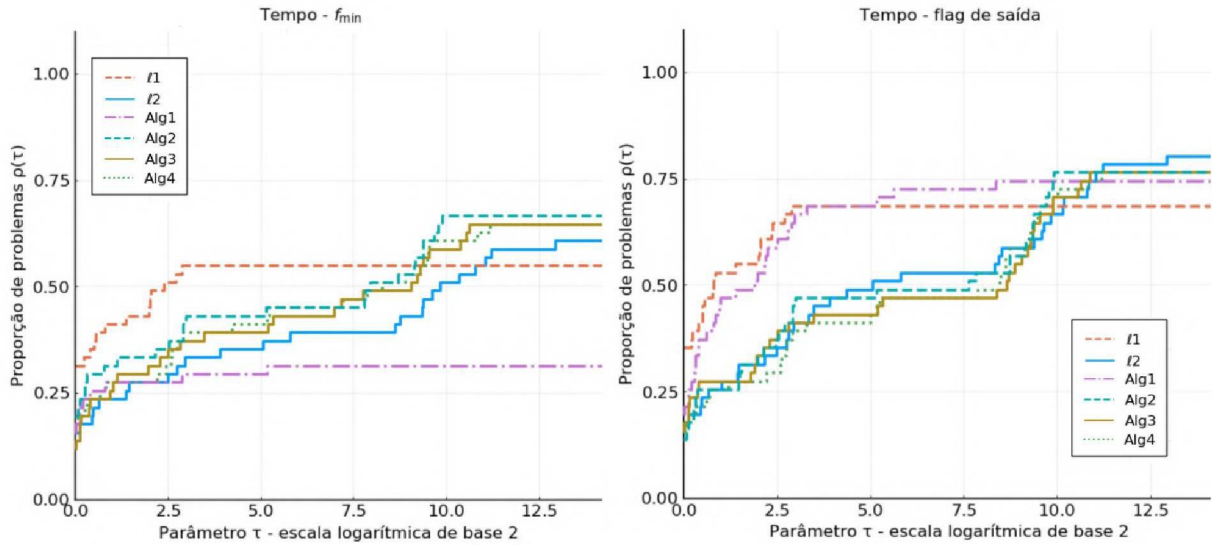 Tempo - fmin
1.00
0.75
0.50
0.25
0.00
Proporção de problemas ρ(τ)
ℓ1
ℓ2
Alg1
Alg2
Alg3
Alg4
0.0 2.5 5.0 7.5 10.0 12.5
Parâmetro τ - escala logarítmica de base 2
Tempo - flag de saída
1.00
0.75
0.50
0.25
0.00
Proporção de problemas ρ(τ)
ℓ1
ℓ2
Alg1
Alg2
Alg3
Alg4
0.0 2.5 5.0 7.5 10.0 12.5
Parâmetro τ - escala logarítmica de base 2